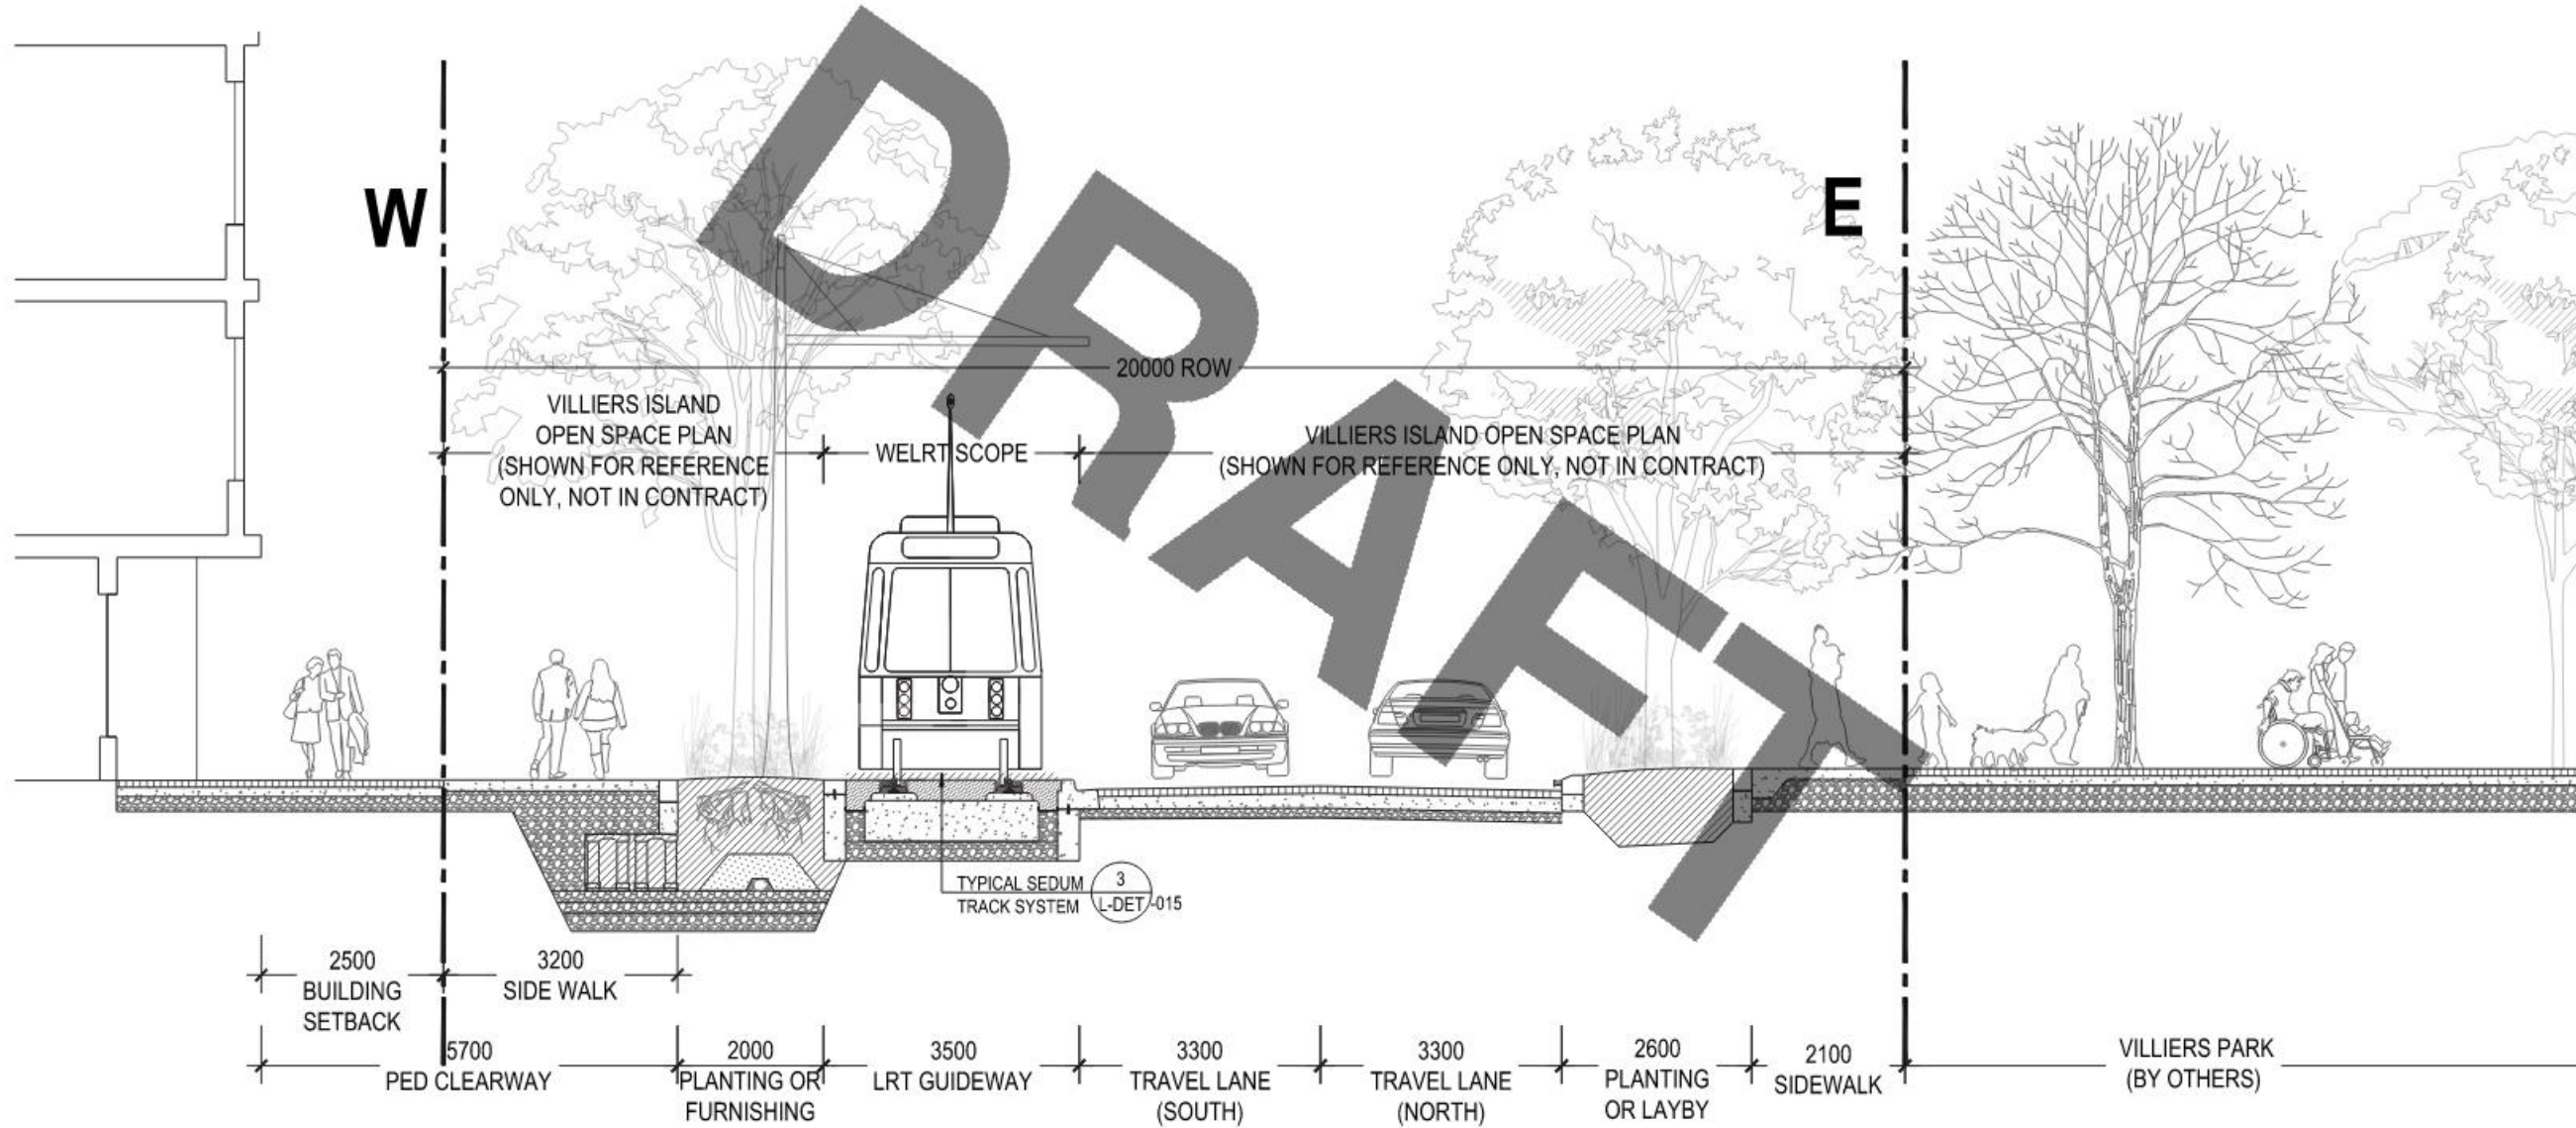 DRAFT
W
E
20000 ROW
VILLIERS ISLAND
OPEN SPACE PLAN
(SHOWN FOR REFERENCE
ONLY, NOT IN CONTRACT)
WELRT SCOPE
VILLIERS ISLAND OPEN SPACE PLAN
(SHOWN FOR REFERENCE ONLY, NOT IN CONTRACT)
TYPICAL SEDUM
TRACK SYSTEM
3
L-DET-015
2500
BUILDING
SETBACK
3200
SIDE WALK
5700
PED CLEARWAY
2000
PLANTING OR
FURNISHING
3500
LRT GUIDEWAY
3300
TRAVEL LANE
(SOUTH)
3300
TRAVEL LANE
(NORTH)
2600
PLANTING
OR LAYBY
2100
SIDEWALK
VILLIERS PARK
(BY OTHERS)